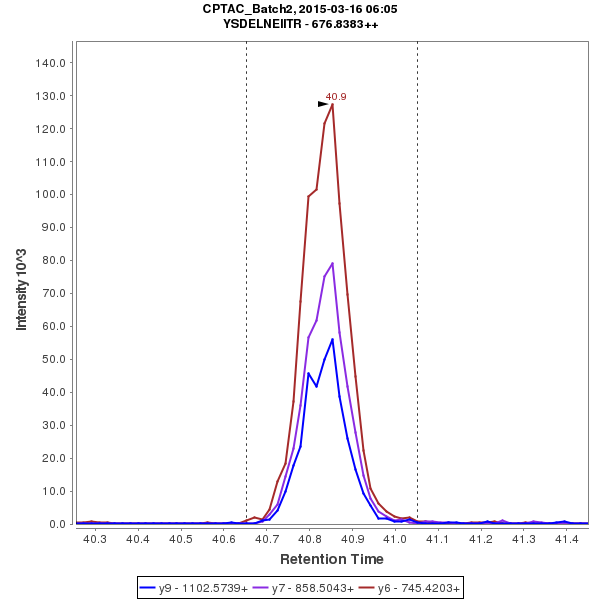 CPTAC_Batch2, 2015-03-16 06:05
YSDELNEIITR - 676.8383++
140.0
130.0
120.0
110.0
100.0
90.0
80.0
70.0
60.0
50.0
40.0
30.0
20.0
10.0
0.0
Intensity 10^3
40.9
40.3 40.4 40.5 40.6 40.7 40.8 40.9 41.0 41.1 41.2 41.3 41.4
Retention Time
y9 - 1102.5739+ y7 - 858.5043+ y6 - 745.4203+